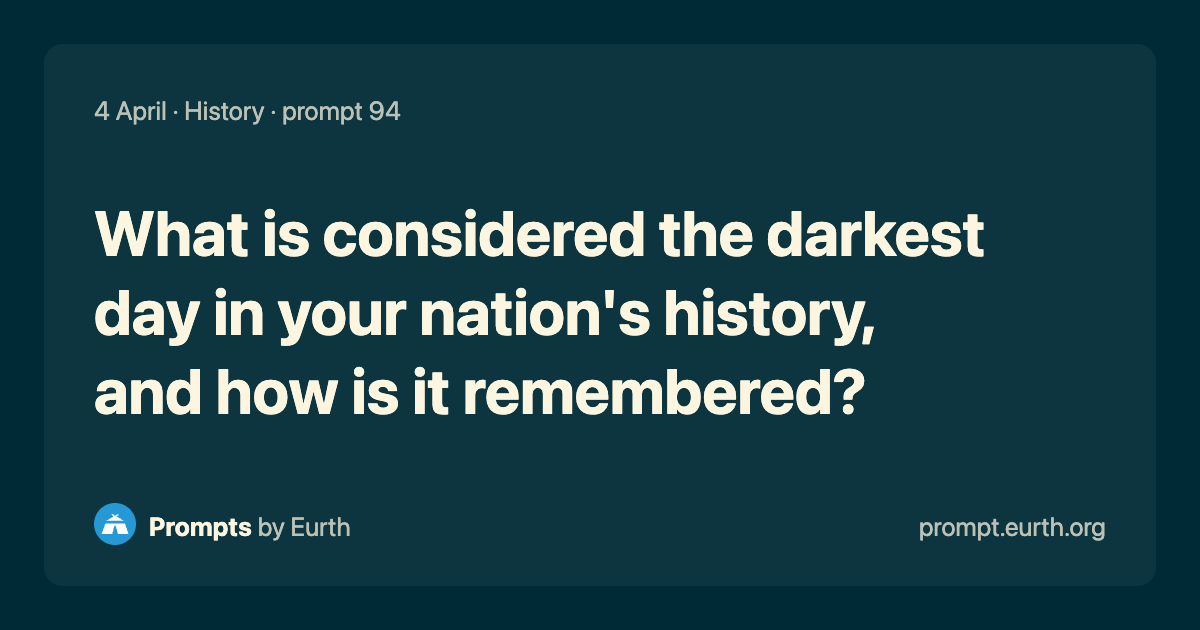 4 April · History · prompt 94
What is considered the darkest
day in your nation's history,
and how is it remembered?
Prompts by Eurth
prompt.eurth.org